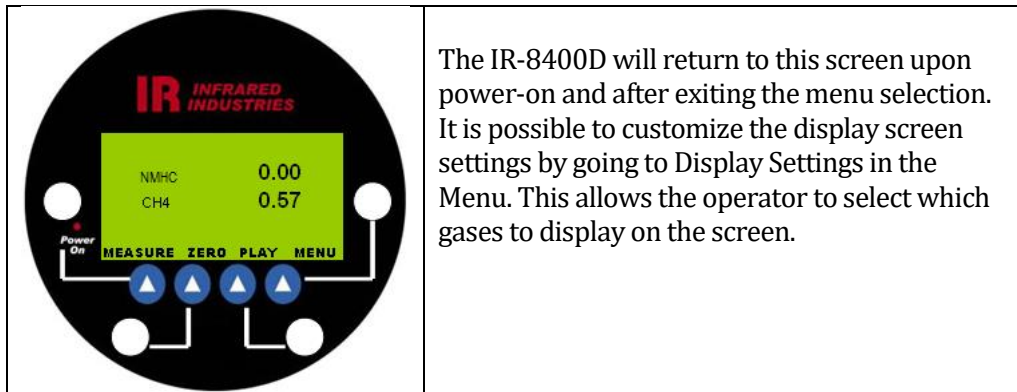 IR INFRARED
INDUSTRIES
NMHC 0.00
CH4 0.57
Power
On
MEASURE ZERO PLAY MENU
The IR-8400D will return to this screen upon
power-on and after exiting the menu selection.
It is possible to customize the display screen
settings by going to Display Settings in the
Menu. This allows the operator to select which
gases to display on the screen.